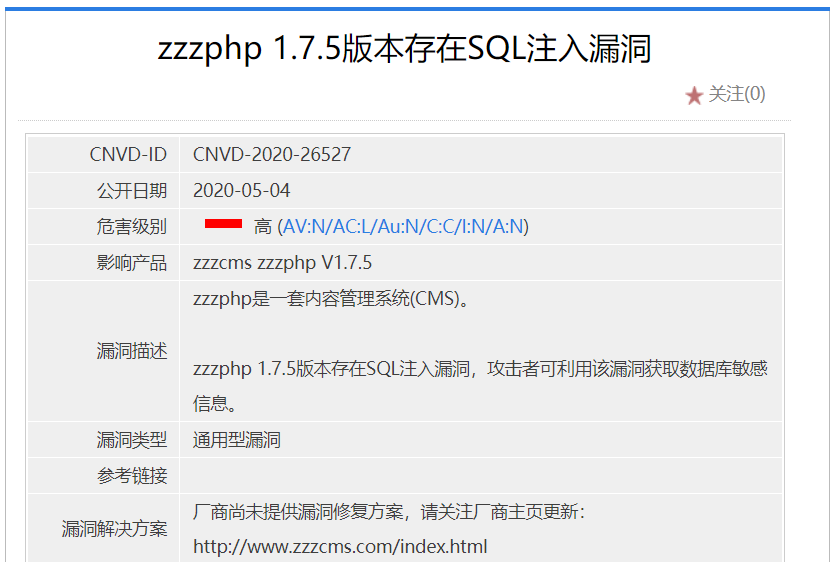 zzzphp 1.7.5版本存在SQL注入漏洞
关注(0)
CNVD-ID CNVD-2020-26527
公开日期 2020-05-04
危害级别 高 (AV:N/AC:L/Au:N/C:C/I:N/A:N)
影响产品 zzzcms zzzphp V1.7.5
漏洞描述 zzzphp是一套内容管理系统(CMS)。
zzzphp 1.7.5版本存在SQL注入漏洞，攻击者可利用该漏洞获取数据库敏感
信息。
漏洞类型 通用型漏洞
参考链接
漏洞解决方案 厂商尚未提供漏洞修复方案，请关注厂商主页更新：
http://www.zzzcms.com/index.html